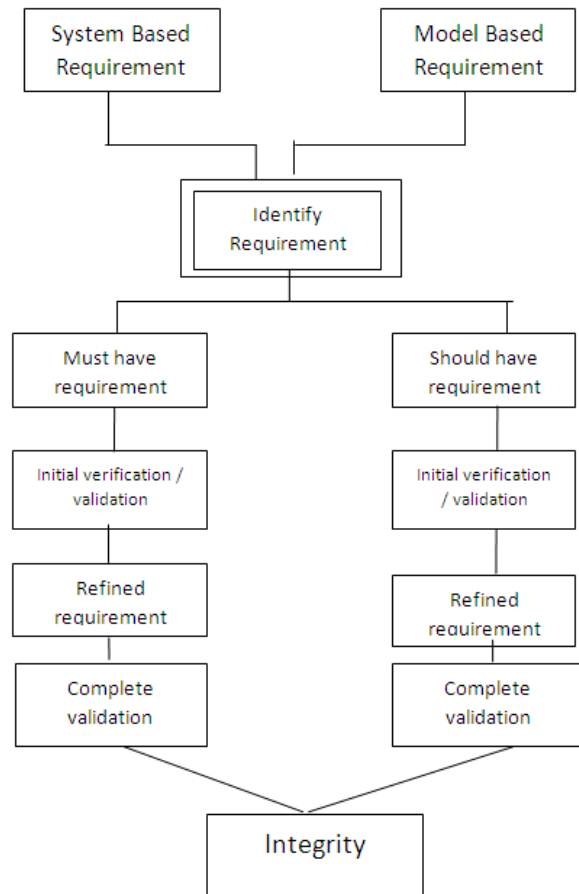 System Based
Requirement
Model Based
Requirement
Identify
Requirement
Must have
requirement
Should have
requirement
Initial verification /
validation
Initial verification
/ validation
Refined
requirement
Refined
requirement
Complete
validation
Complete
validation
Integrity